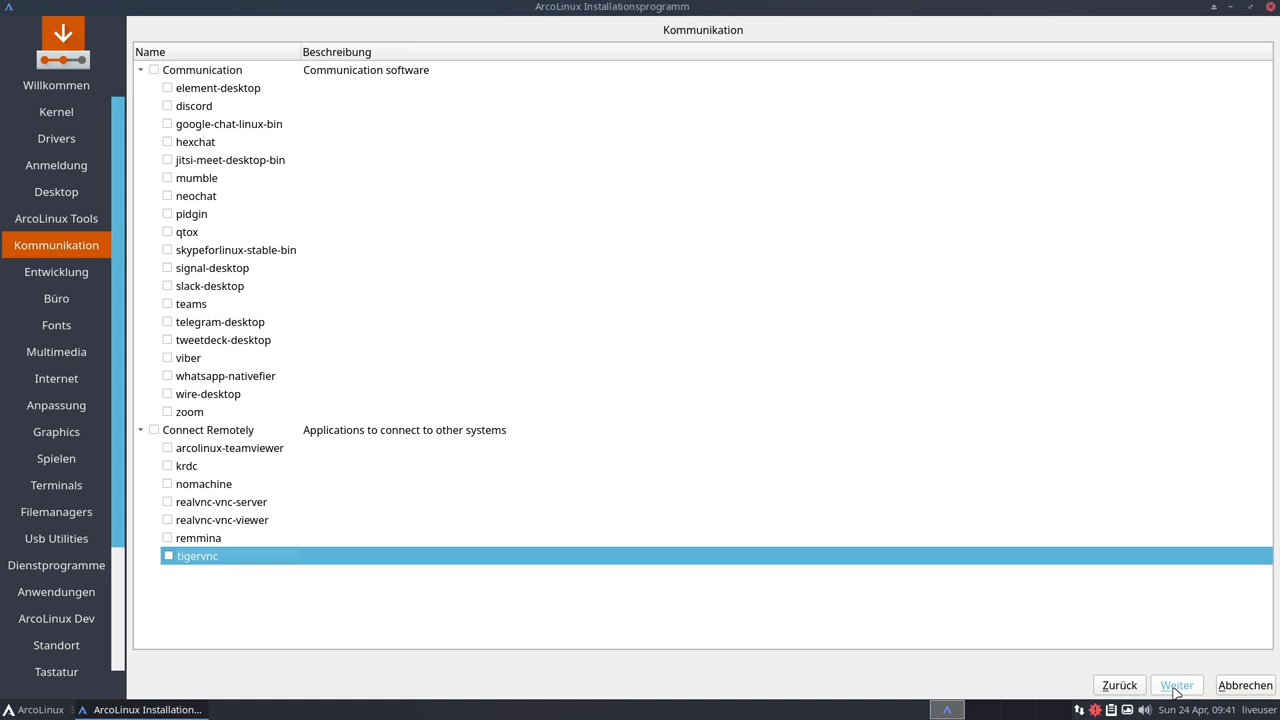 ArcoLinux Installationsprogramm
Willkommen
Kernel
Drivers
Anmeldung
Desktop
ArcoLinux Tools
Kommunikation
Entwicklung
Büro
Fonts
Multimedia
Internet
Anpassung
Graphics
Spielen
Terminals
Filemanagers
Usb Utilities
Dienstprogramme
Anwendungen
ArcoLinux Dev
Standort
Tastatur
Kommunikation
Name Beschreibung
Communication Communication software
element-desktop
discord
google-chat-linux-bin
hexchat
jitsi-meet-desktop-bin
mumble
neochat
pidgin
qtox
skypeforlinux-stable-bin
signal-desktop
slack-desktop
teams
telegram-desktop
tweetdeck-desktop
viber
whatsapp-nativefier
wire-desktop
zoom
Connect Remotely Applications to connect to other systems
arcolinux-teamviewer
krdc
nomachine
realvnc-vnc-server
realvnc-vnc-viewer
remmina
tigervnc
Zurück Weiter Abbrechen
ArcoLinux ArcoLinux Installation... Sun 24 Apr, 09:41 liveuser